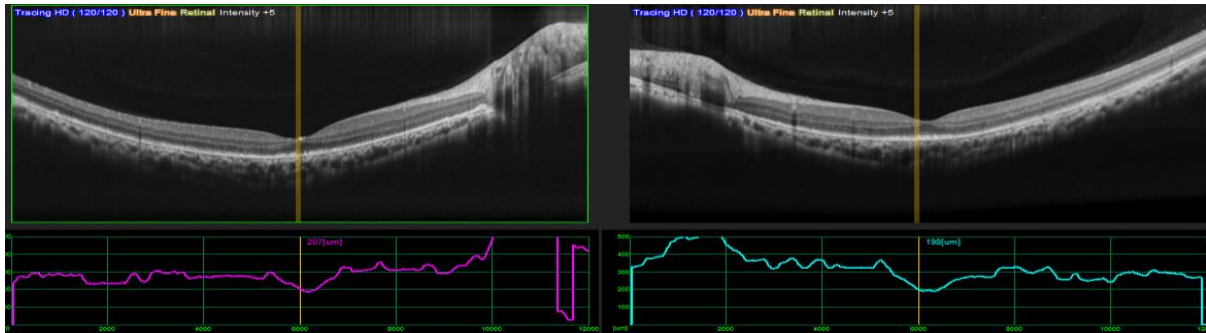 Tracing HD ( 120/120 ) Ultra Fine Retinal Intensity +5
Tracing HD ( 120/120 ) Ultra Fine Retinal Intensity +5
207[um]
2000 4000 6000 8000 10000 12000
198[um]
500
400
300
200
100
[um] 2000 4000 6000 8000 10000 12000